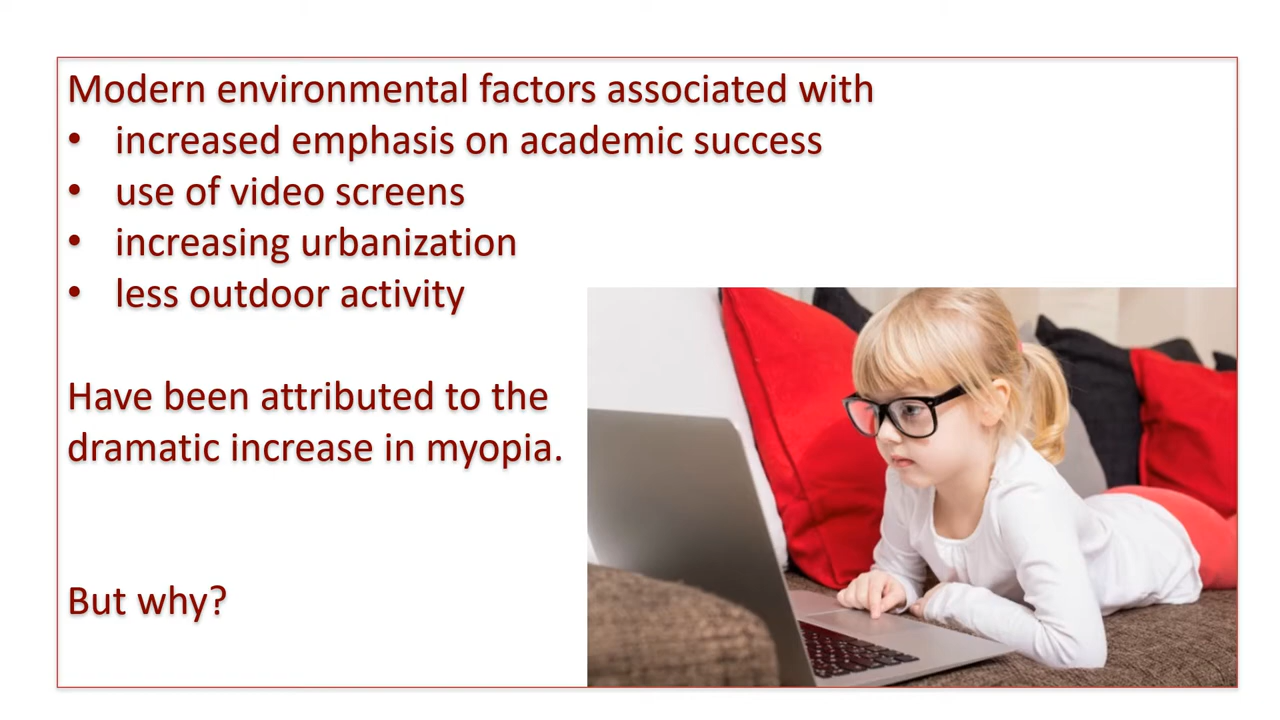 Modern environmental factors associated with
• increased emphasis on academic success
• use of video screens
• increasing urbanization
• less outdoor activity
Have been attributed to the
dramatic increase in myopia.
But why?